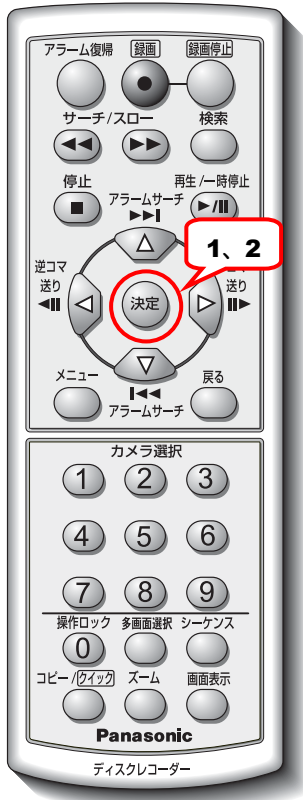 アラーム復帰 録画 録画停止
サーチ/スロー 検索
停止 再生/一時停止
アラームサーチ
1、2
逆コマ
送り 送り
決定
メニュー 戻る
アラームサーチ
カメラ選択
1 2 3
4 5 6
7 8 9
操作ロック 多画面選択 シーケンス
0
コピー/クイック ズーム 画面表示
Panasonic
ディスクレコーダー